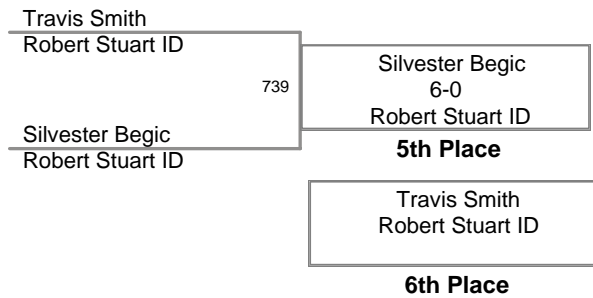 Travis Smith
Robert Stuart ID
739
Silvester Begic
Robert Stuart ID
Silvester Begic
6-0
Robert Stuart ID
5th Place
Travis Smith
Robert Stuart ID
6th Place